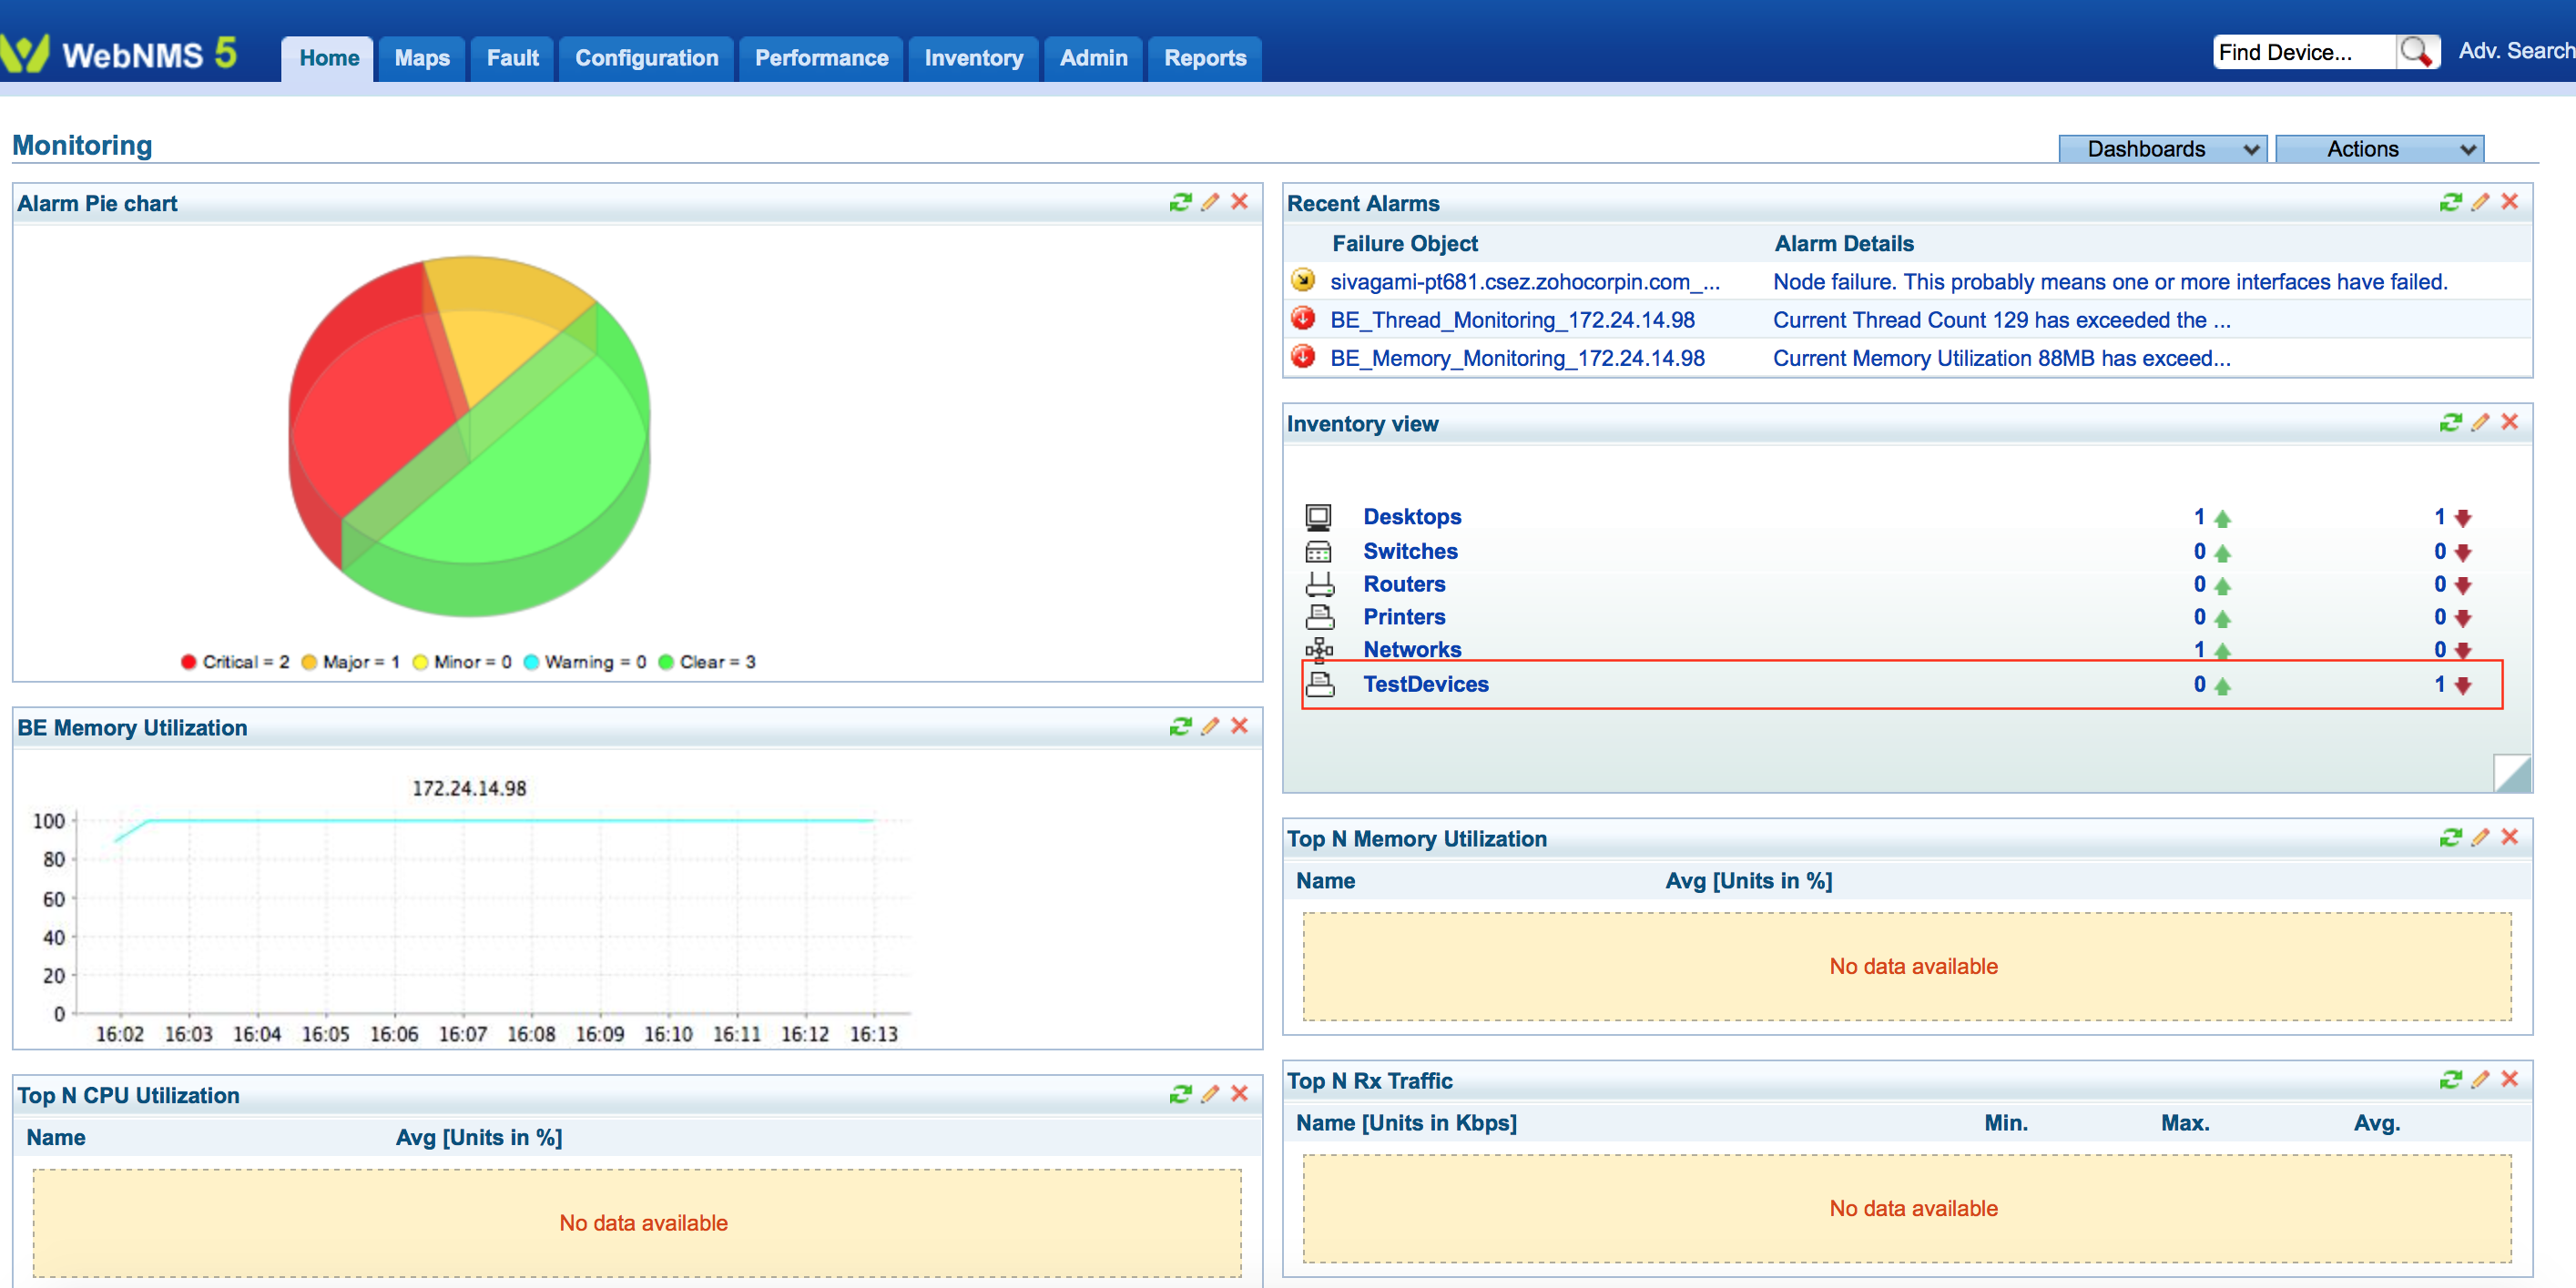 WebNMS 5
Home Maps Fault Configuration Performance Inventory Admin Reports
Find Device... Adv. Search
Monitoring
Dashboards Actions
Alarm Pie chart
Critical = 2 Major = 1 Minor = 0 Warning = 0 Clear = 3
BE Memory Utilization
172.24.14.98
100
80
60
40
20
0
16:02 16:03 16:04 16:05 16:06 16:07 16:08 16:09 16:10 16:11 16:12 16:13
Top N CPU Utilization
Name Avg [Units in %]
No data available
Recent Alarms
Failure Object Alarm Details
sivagami-pt681.csez.zohocorpin.com_... Node failure. This probably means one or more interfaces have failed.
BE_Thread_Monitoring_172.24.14.98 Current Thread Count 129 has exceeded the ...
BE_Memory_Monitoring_172.24.14.98 Current Memory Utilization 88MB has exceed...
Inventory view
Desktops 1 1
Switches 0 0
Routers 0 0
Printers 0 0
Networks 1 0
TestDevices 0 1
Top N Memory Utilization
Name Avg [Units in %]
No data available
Top N Rx Traffic
Name [Units in Kbps] Min. Max. Avg.
No data available